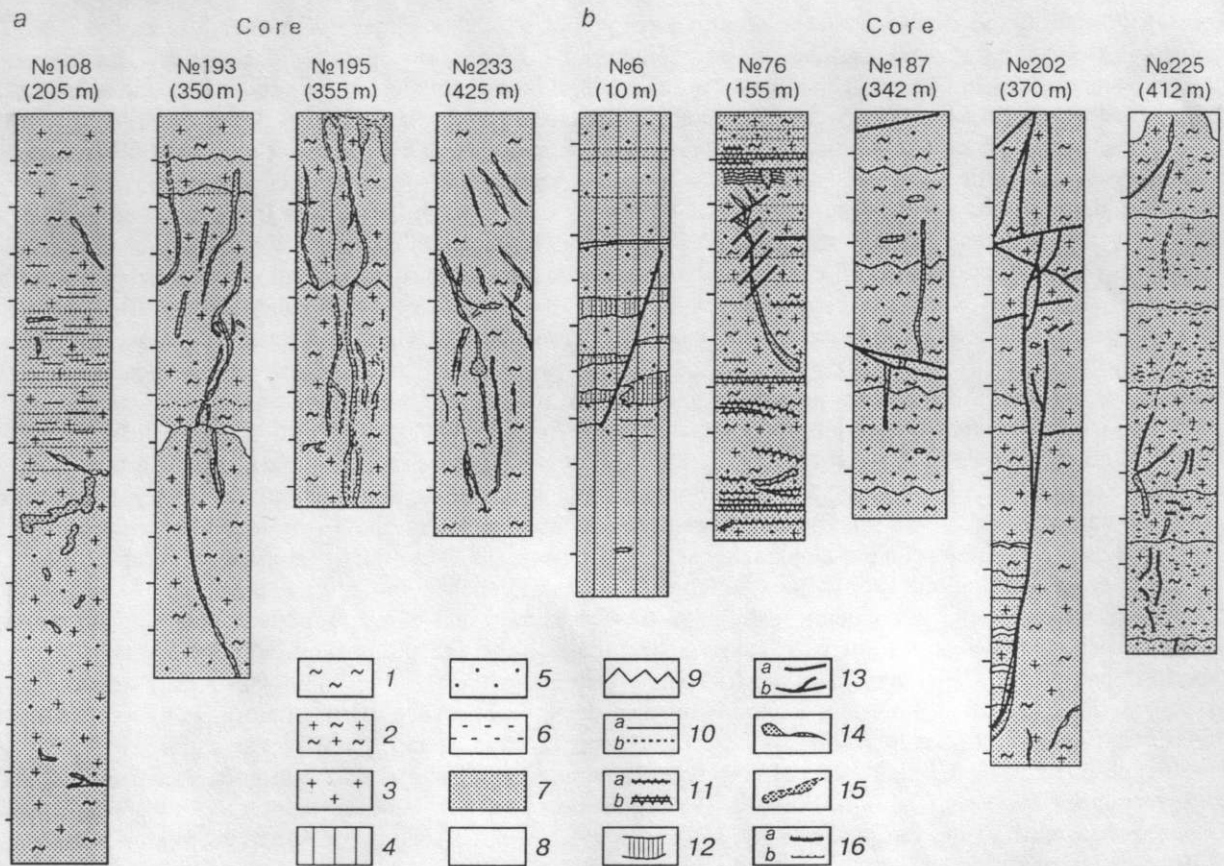 a
b
Core
Core
№108
(205 m)
№193
(350 m)
№195
(355 m)
№233
(425 m)
№6
(10 m)
№76
(155 m)
№187
(342 m)
№202
(370 m)
№225
(412 m)
1
5
9
a
b
13
2
6
a
b
10
14
3
7
a
b
11
15
4
8
12
a
b
16